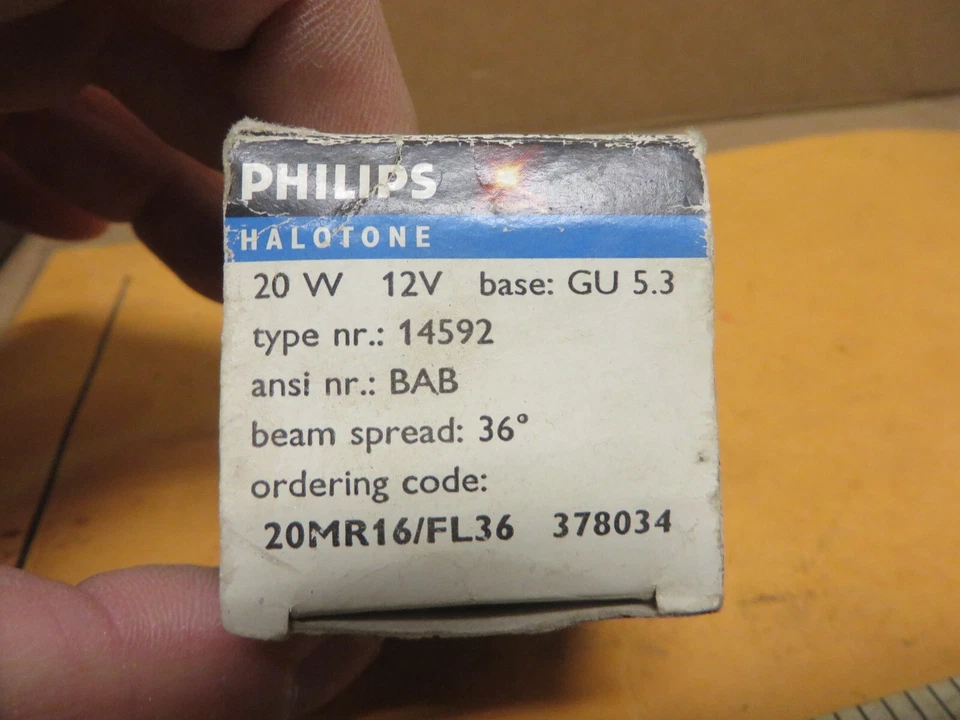 PHILIPS
HALOTONE
20 W 12V base: GU 5.3
type nr.: 14592
ansi nr.: BAB
beam spread: 36°
ordering code:
20MR16/FL36 378034